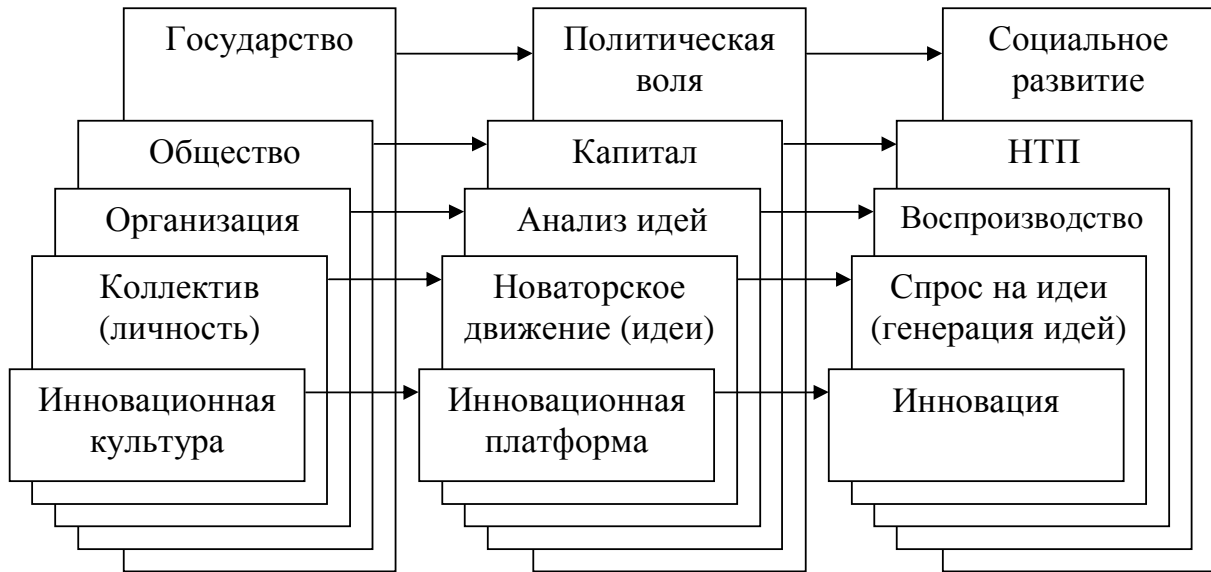 Государство
Политическая
воля
Социальное
развитие
Общество
Капитал
НТП
Организация
Анализ идей
Воспроизводство
Коллектив
(личность)
Новаторское
движение (идеи)
Спрос на идеи
(генерация идей)
Инновационная
культура
Инновационная
платформа
Инновация